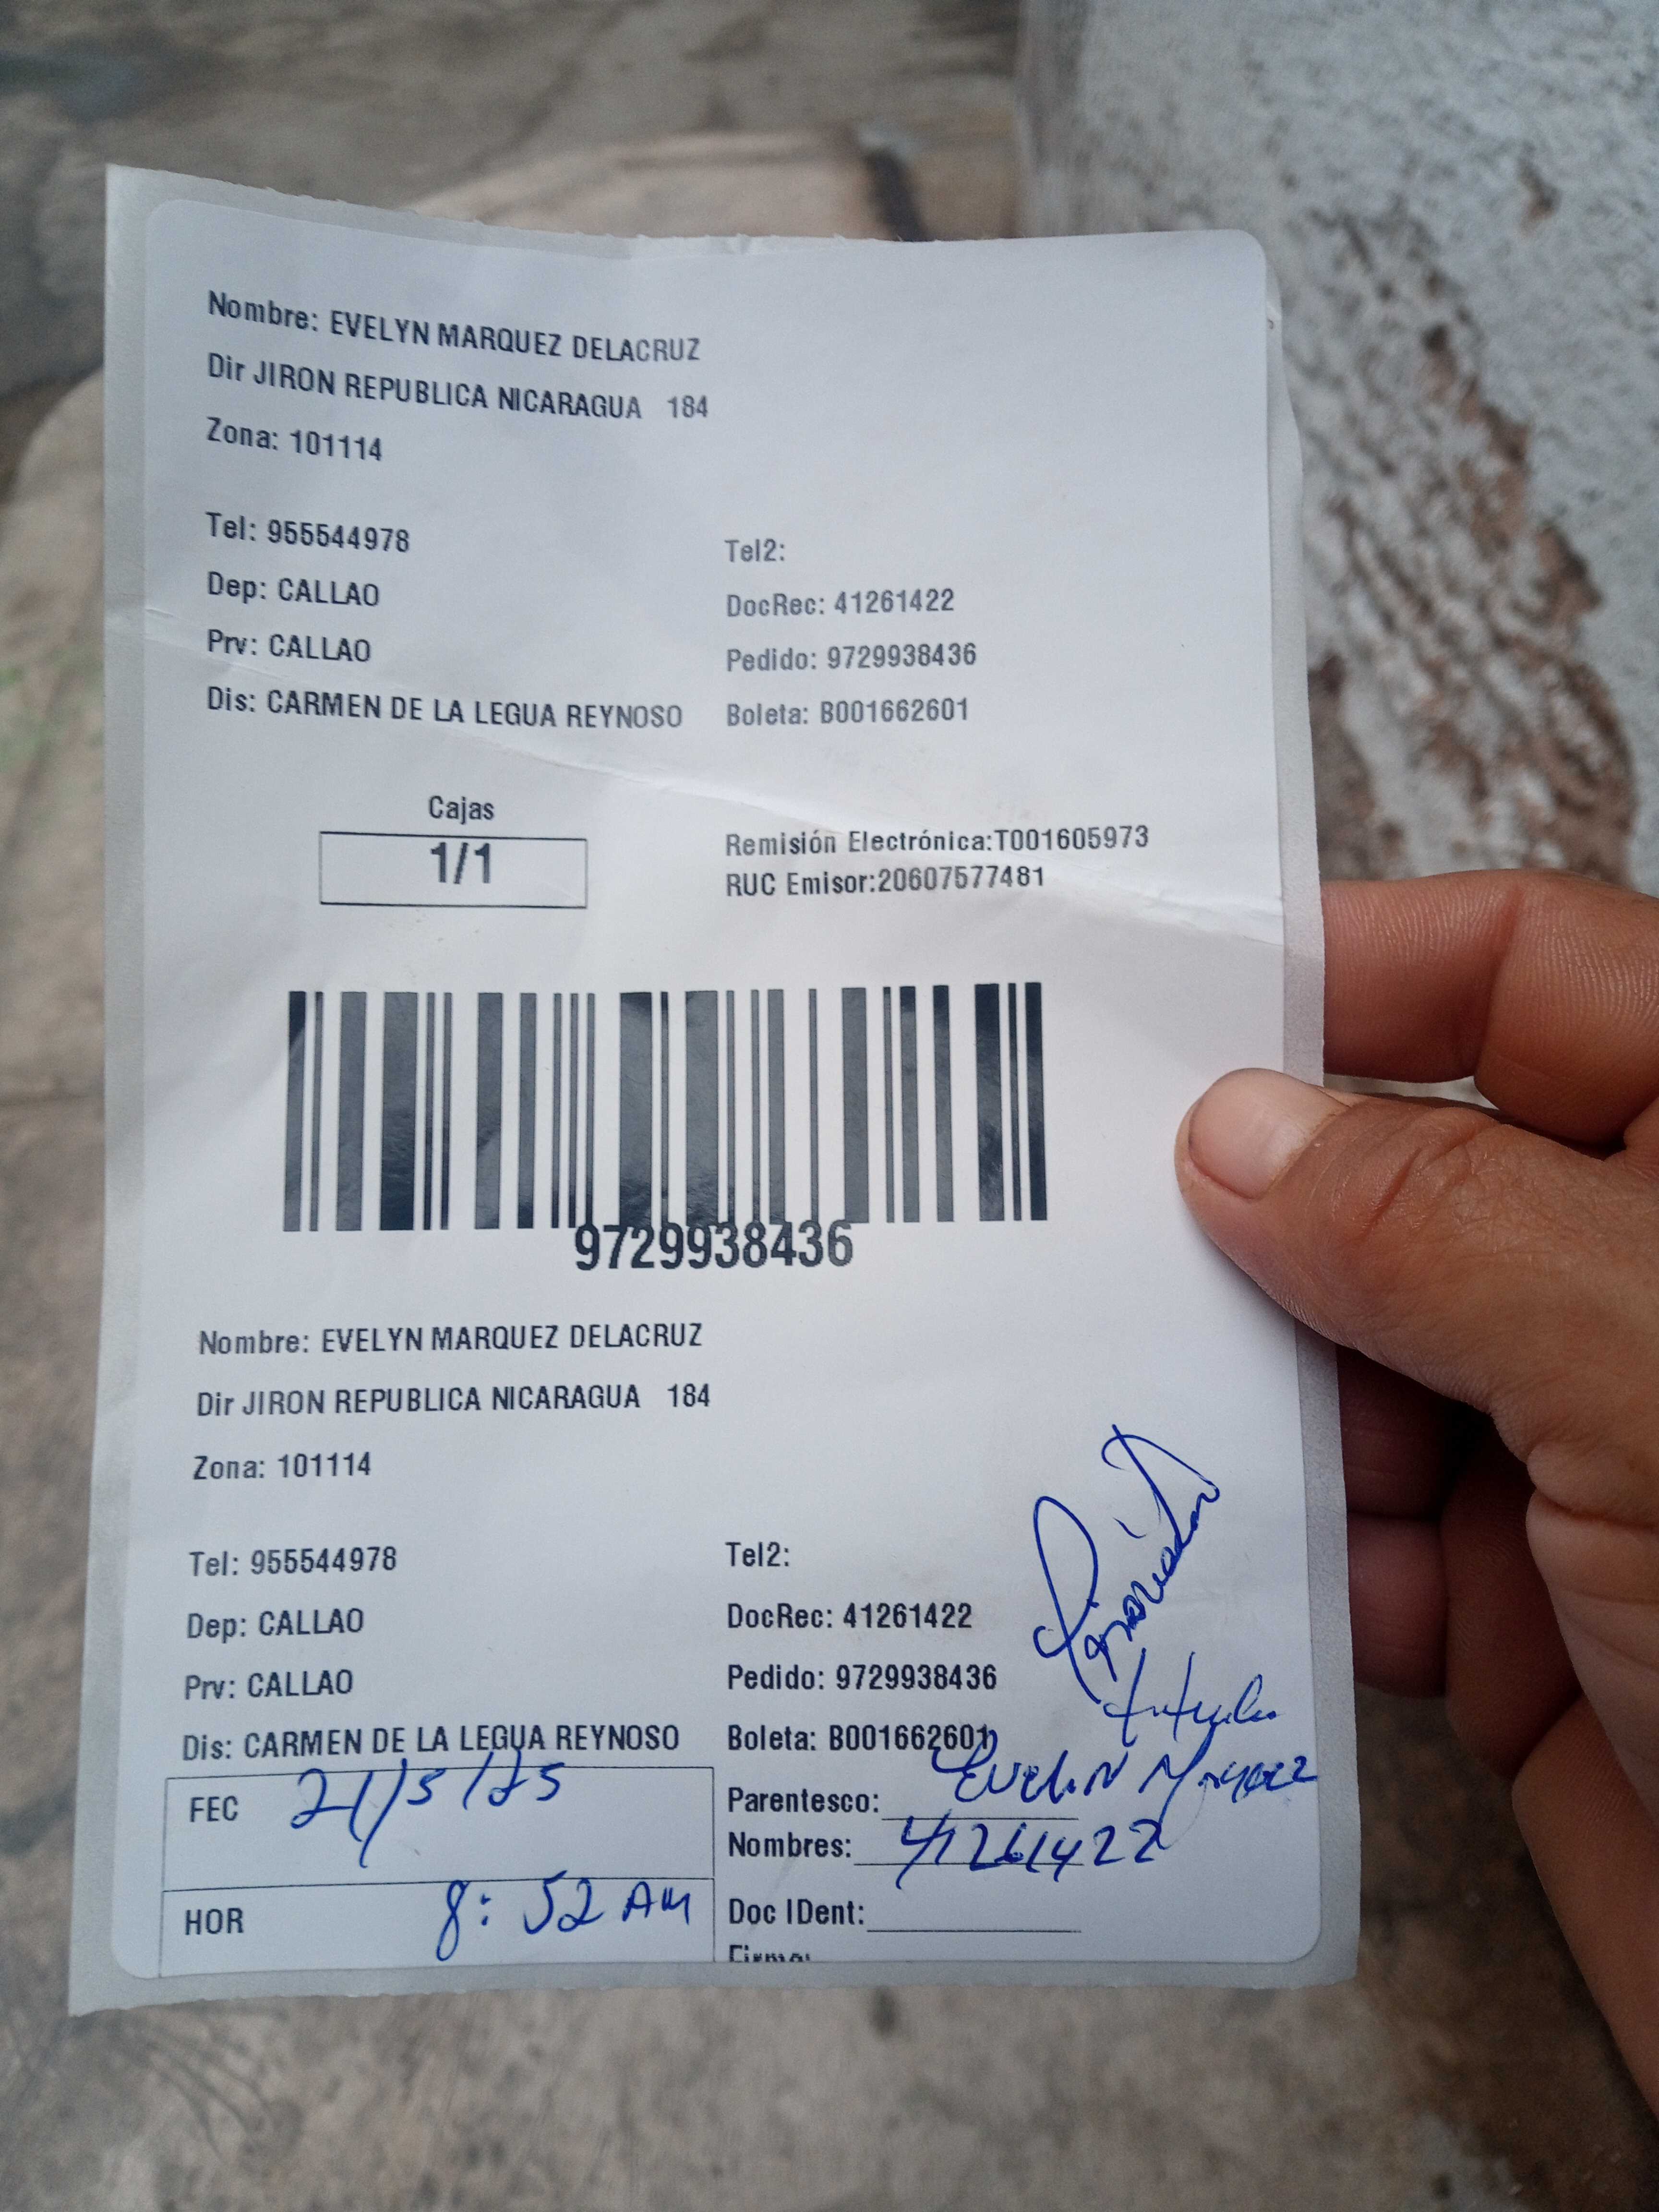 Nombre: EVELYN MARQUEZ DELACRUZ
Dir JIRON REPUBLICA NICARAGUA 184
Zona: 101114
Tel: 955544978
Tel2:
Dep: CALLAO
DocRec: 41261422
Prv: CALLAO
Pedido: 9729938436
Dis: CARMEN DE LA LEGUA REYNOSO
Boleta: B001662601
Cajas
1/1
Remisión Electrónica:T001605973
RUC Emisor:20607577481
9729938436
Nombre: EVELYN MARQUEZ DELACRUZ
Dir JIRON REPUBLICA NICARAGUA 184
Zona: 101114
Tel: 955544978
Tel2:
Dep: CALLAO
DocRec: 41261422
Prv: CALLAO
Pedido: 9729938436
Dis: CARMEN DE LA LEGUA REYNOSO
Boleta: B001662601
FEC 21/5/25
Parentesco: Evelin Marquez
Nombres: 41261422
HOR 8:52 AM
Doc IDent:
Firma: